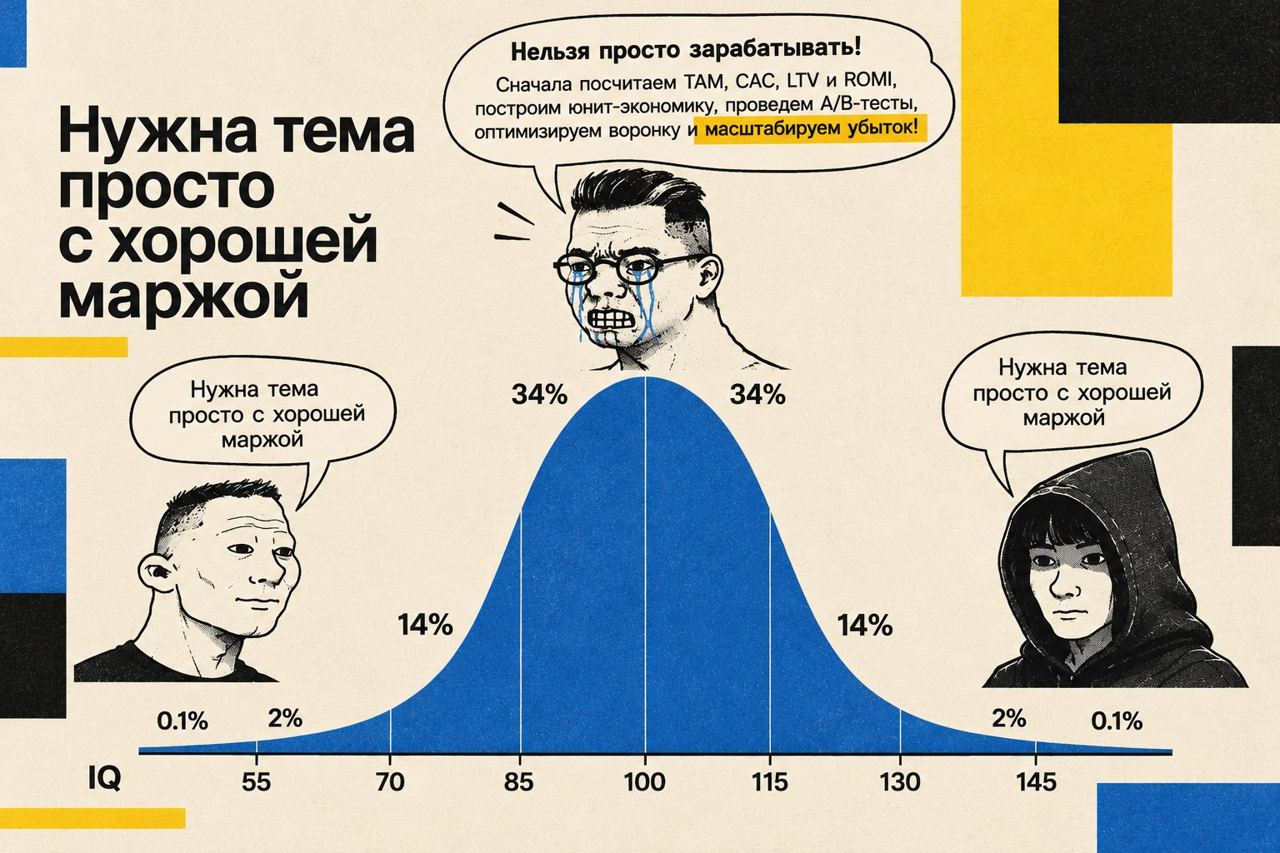 Нельзя просто зарабатывать!
Сначала посчитаем TAM, CAC, LTV и ROMI,
построим юнит-экономику, проведем A/B-тесты,
оптимизируем воронку и масштабируем убыток!
Нужна тема
просто
с хорошей
маржой
Нужна тема
просто с хорошей
маржой
Нужна тема
просто с хорошей
маржой
34%
34%
14%
14%
0.1%
2%
2%
0.1%
IQ
55
70
85
100
115
130
145